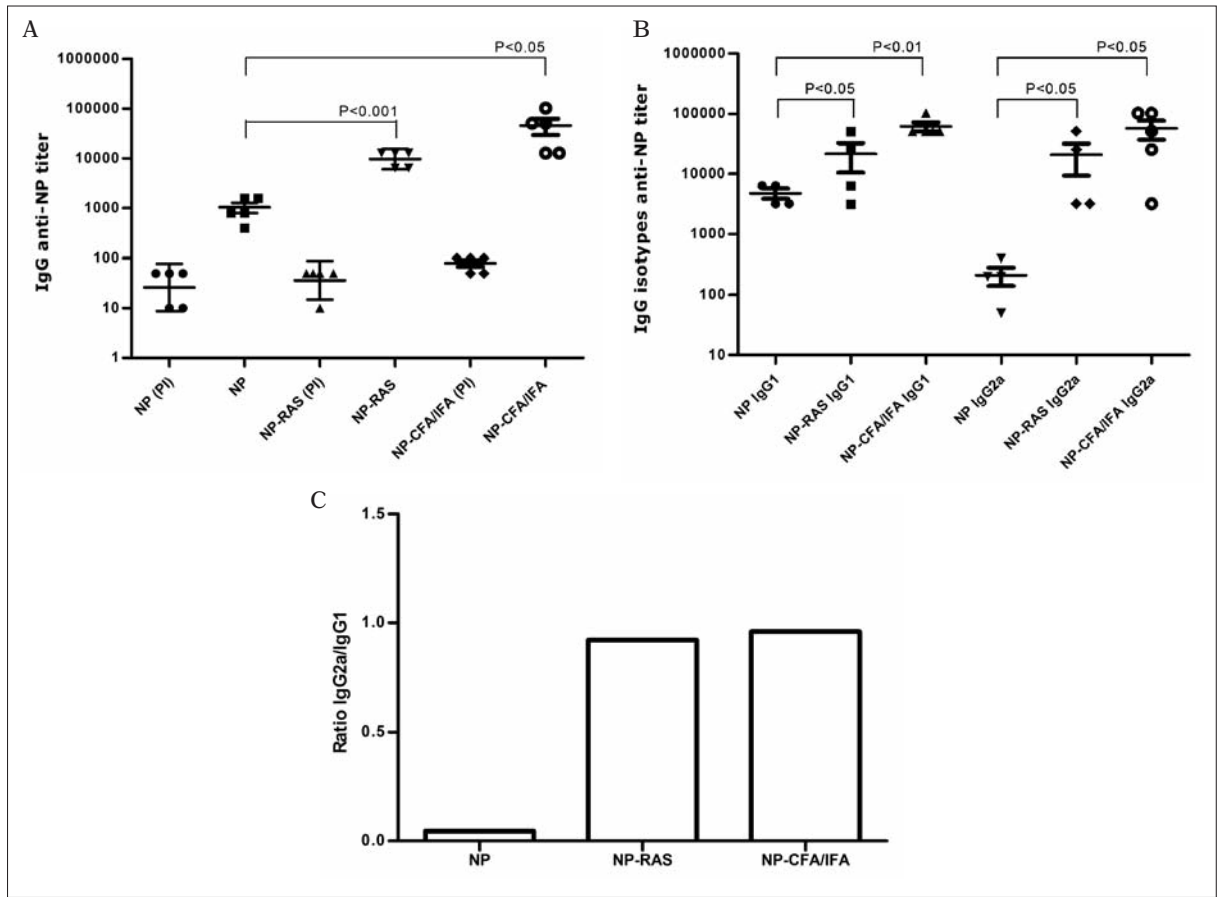 A
IgG anti-NP titer
1000000
100000
10000
1000
100
10
1
P<0.05
P<0.001
NP (PI)
NP
NP-RAS (PI)
NP-RAS
NP-CFA/IFA (PI)
NP-CFA/IFA
B
IgG isotypes anti-NP titer
1000000
100000
10000
1000
100
10
P<0.01
P<0.05
P<0.05
P<0.05
NP IgG1
NP-RAS IgG1
NP-CFA/IFA IgG1
NP IgG2a
NP-RAS IgG2a
NP-CFA/IFA IgG2a
C
Ratio IgG2a/IgG1
1.5
1.0
0.5
0.0
NP
NP-RAS
NP-CFA/IFA